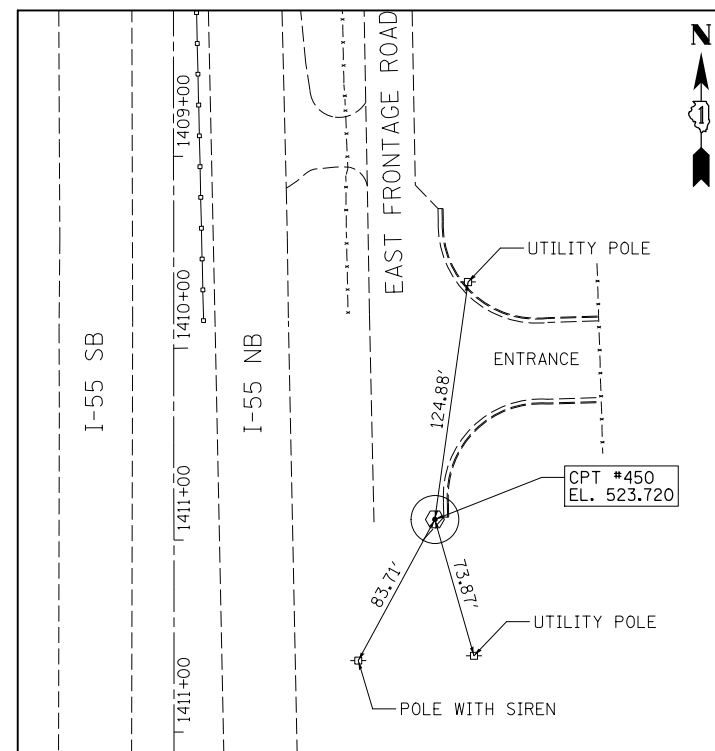 N
1
1409+00
EAST FRONTAGE ROAD
UTILITY POLE
1410+00
I-55 SB
I-55 NB
ENTRANCE
124.88'
CPT #450
EL. 523.720
1411+00
83.71'
73.87'
UTILITY POLE
1411+00
POLE WITH SIREN